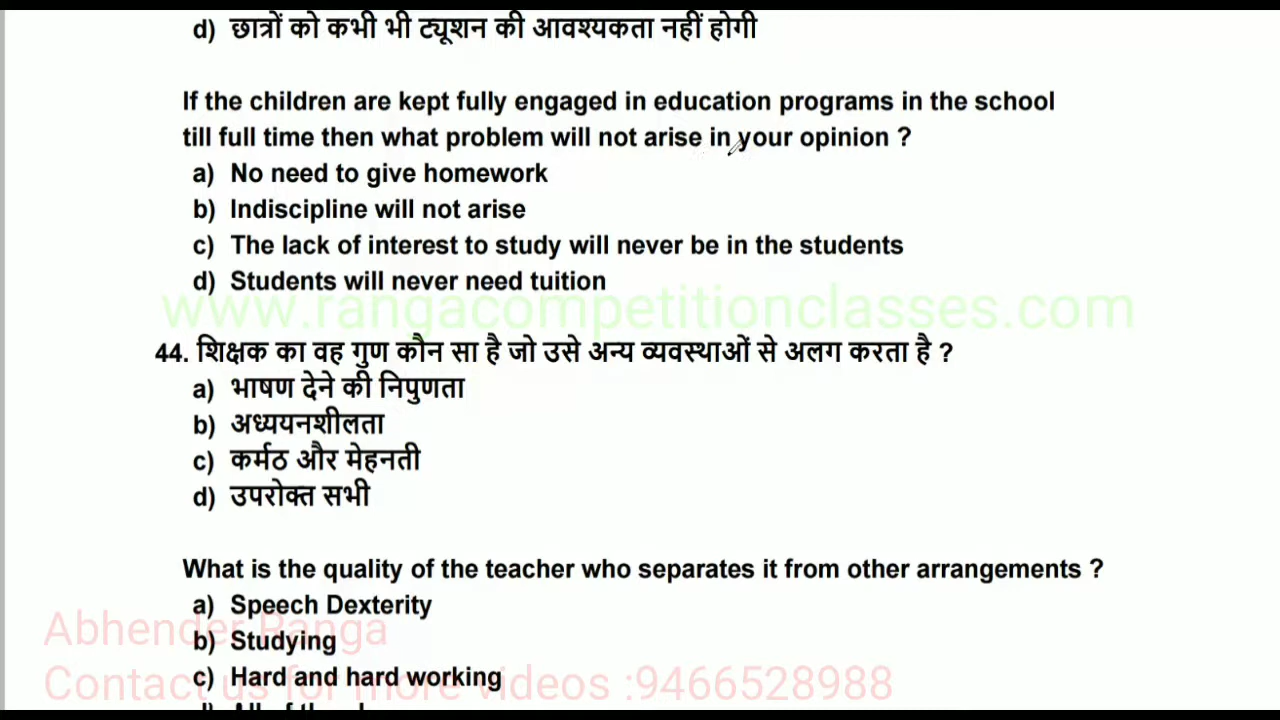 d) छात्रों को कभी भी ट्यूशन की आवश्यकता नहीं होगी
If the children are kept fully engaged in education programs in the school
till full time then what problem will not arise in your opinion ?
a) No need to give homework
b) Indiscipline will not arise
c) The lack of interest to study will never be in the students
d) Students will never need tuition
www.rangacompetitionclasses.com
44. शिक्षक का वह गुण कौन सा है जो उसे अन्य व्यवस्थाओं से अलग करता है ?
a) भाषण देने की निपुणता
b) अध्ययनशीलता
c) कर्मठ और मेहनती
d) उपरोक्त सभी
What is the quality of the teacher who separates it from other arrangements ?
a) Speech Dexterity
Abhender Ranga
b) Studying
c) Hard and hard working
Contact us for more videos :9466528988